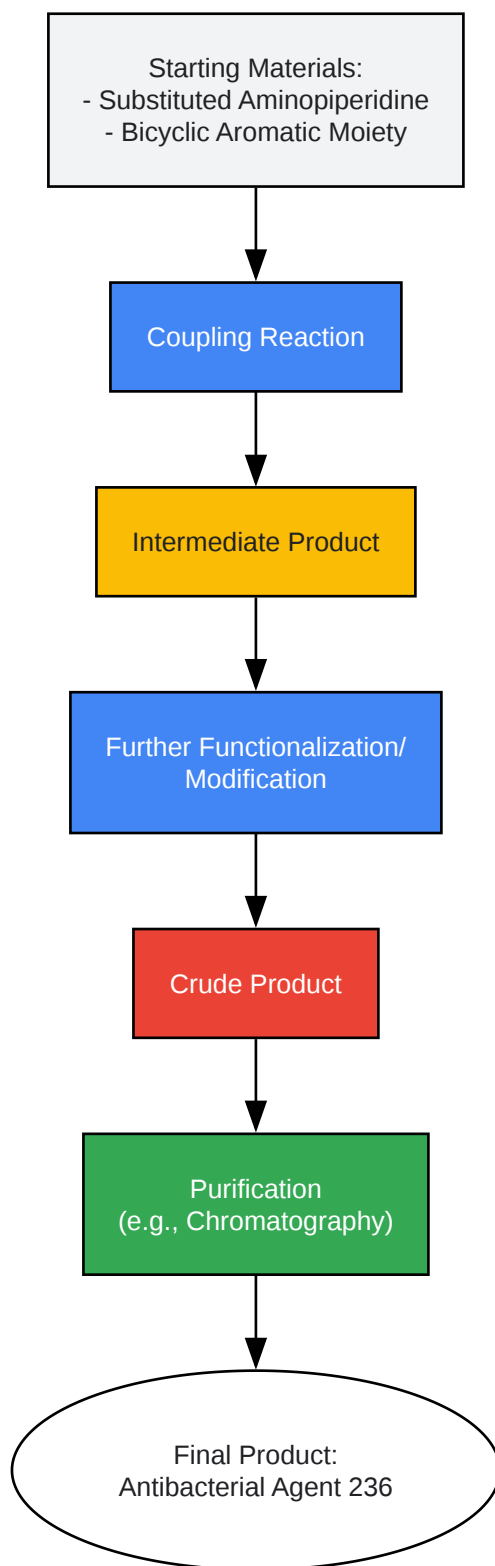 Starting Materials:
- Substituted Aminopiperidine
- Bicyclic Aromatic Moiety
Coupling Reaction
Intermediate Product
Further Functionalization/
Modification
Crude Product
Purification
(e.g., Chromatography)
Final Product:
Antibacterial Agent 236